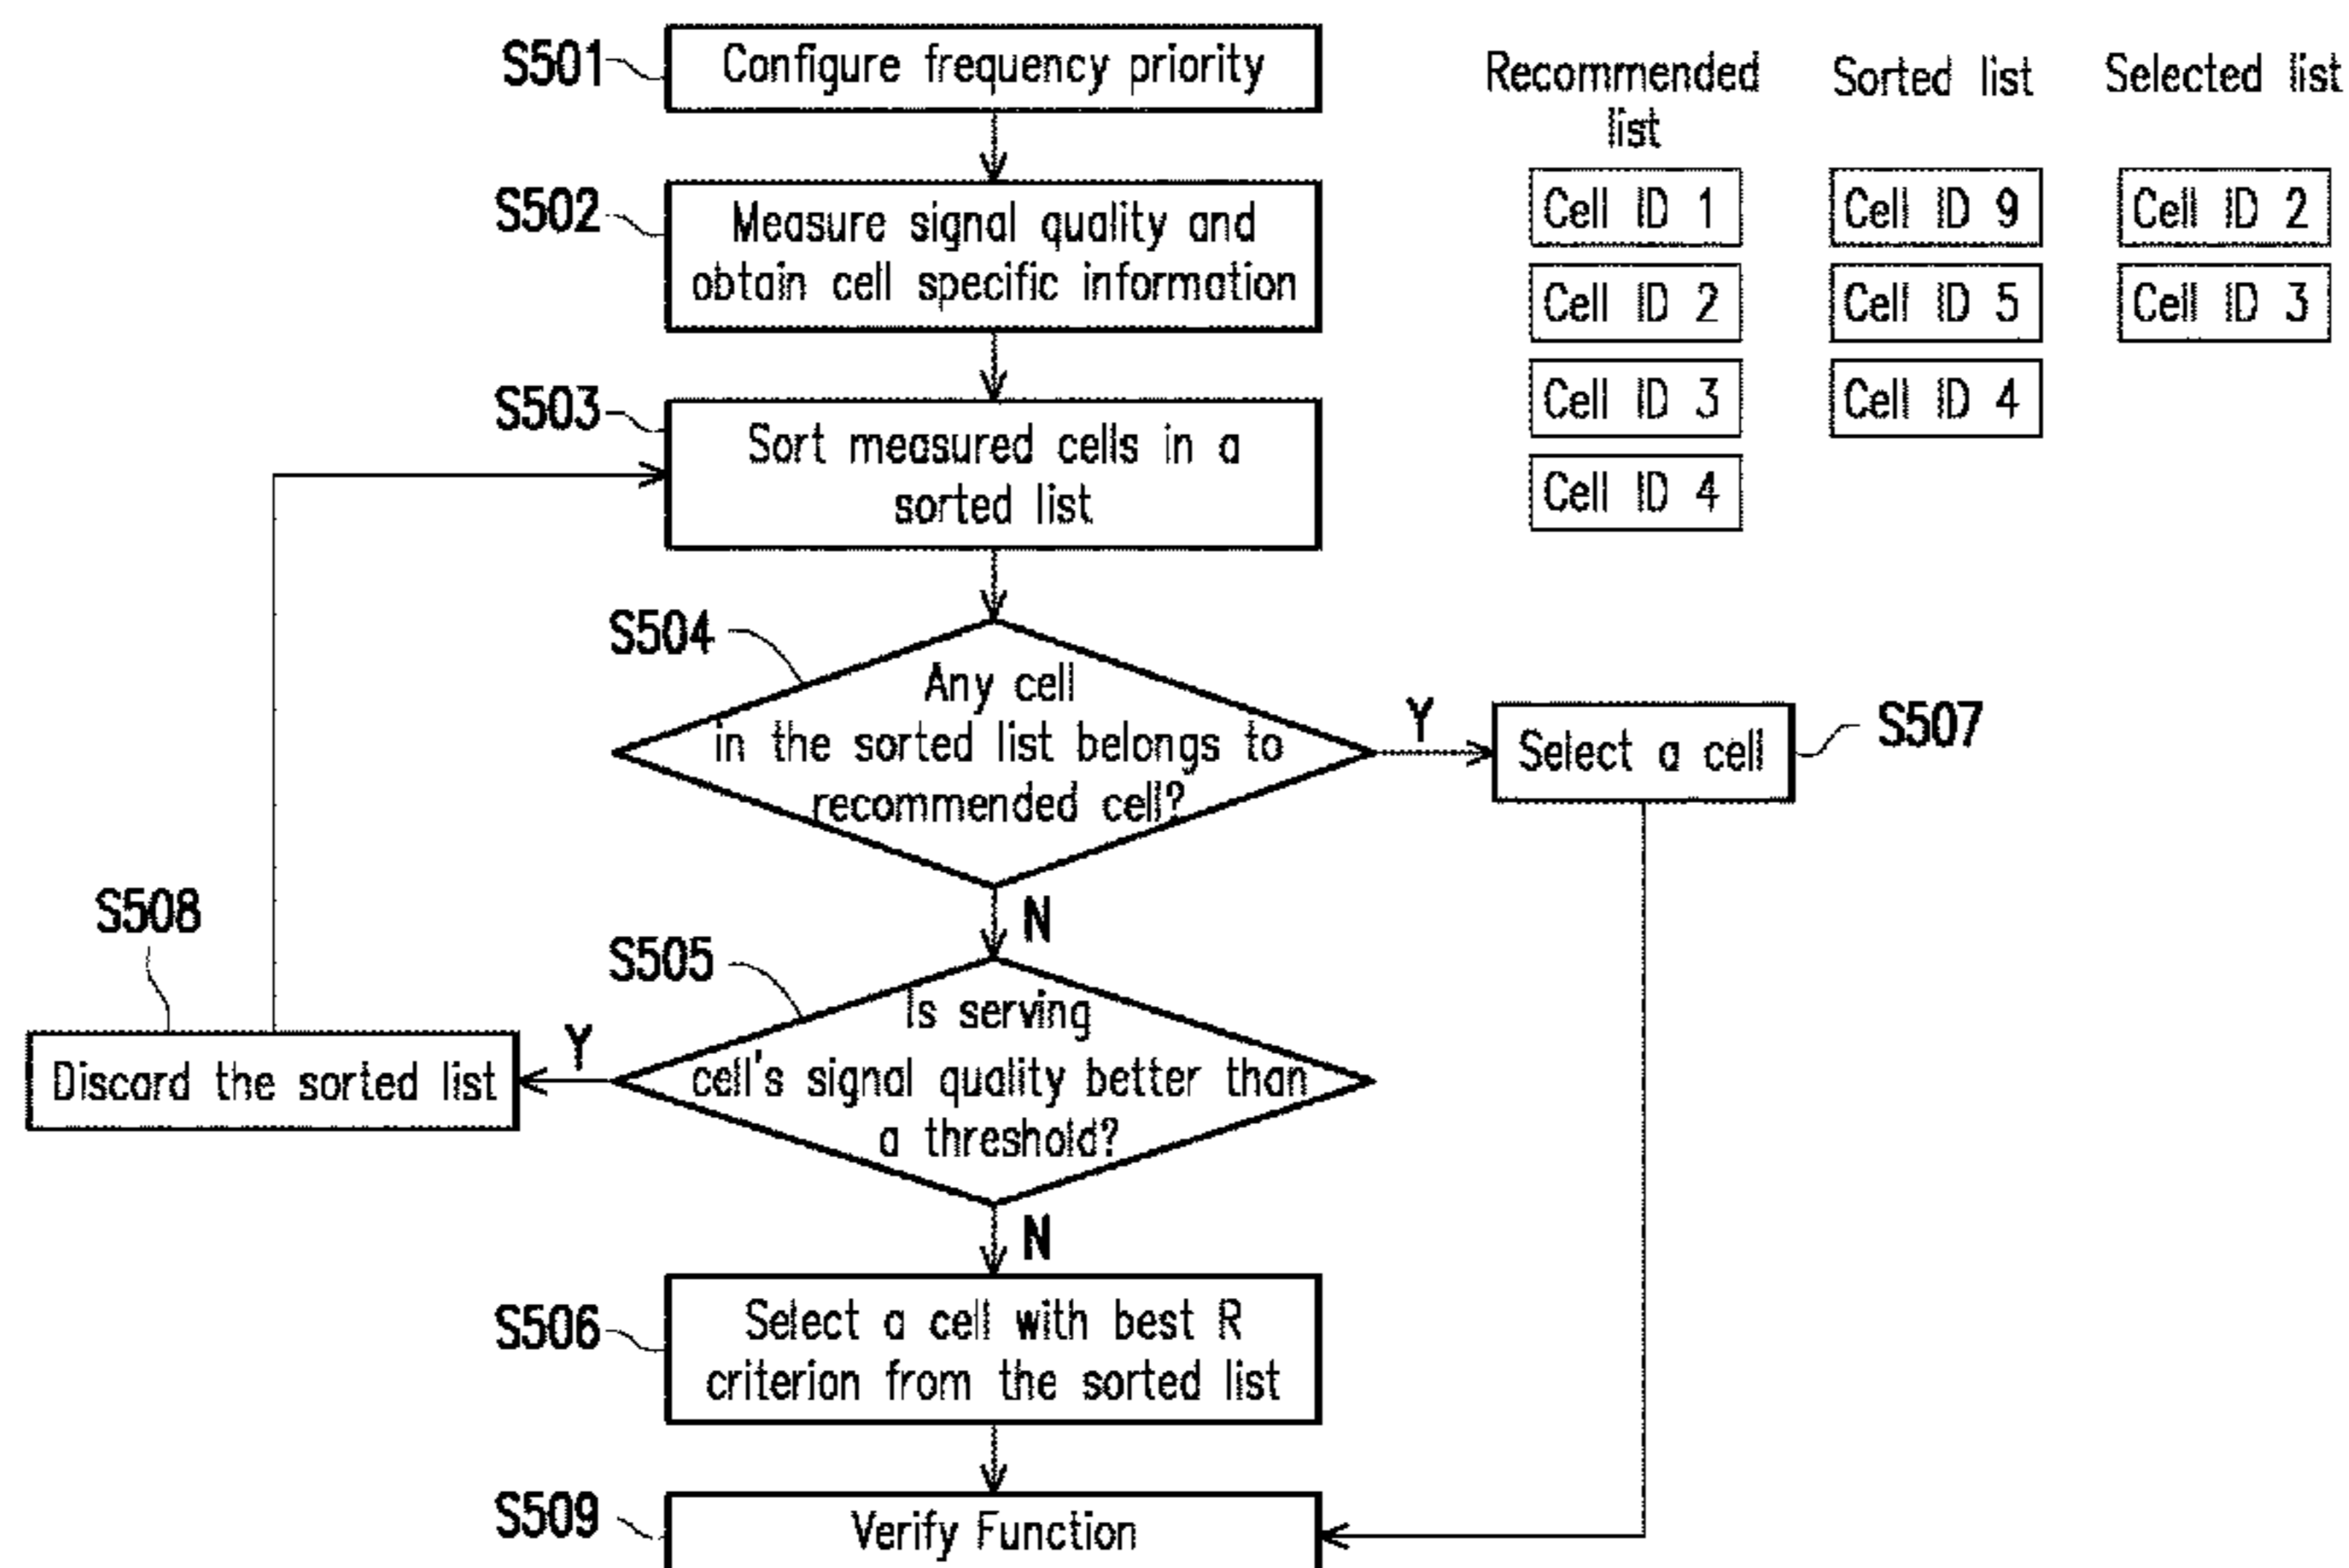 S501
Configure frequency priority
S502
Measure signal quality and
obtain cell specific information
S503
Sort measured cells in a
sorted list
S504
Any cell
in the sorted list belongs to
recommended cell?
Y
Select a cell
S507
N
S508
Discard the sorted list
Y
S505
Is serving
cell's signal quality better than
a threshold?
N
S506
Select a cell with best R
criterion from the sorted list
S509
Verify Function
Recommended
list
Cell ID 1
Cell ID 2
Cell ID 3
Cell ID 4
Sorted list
Cell ID 9
Cell ID 5
Cell ID 4
Selected list
Cell ID 2
Cell ID 3